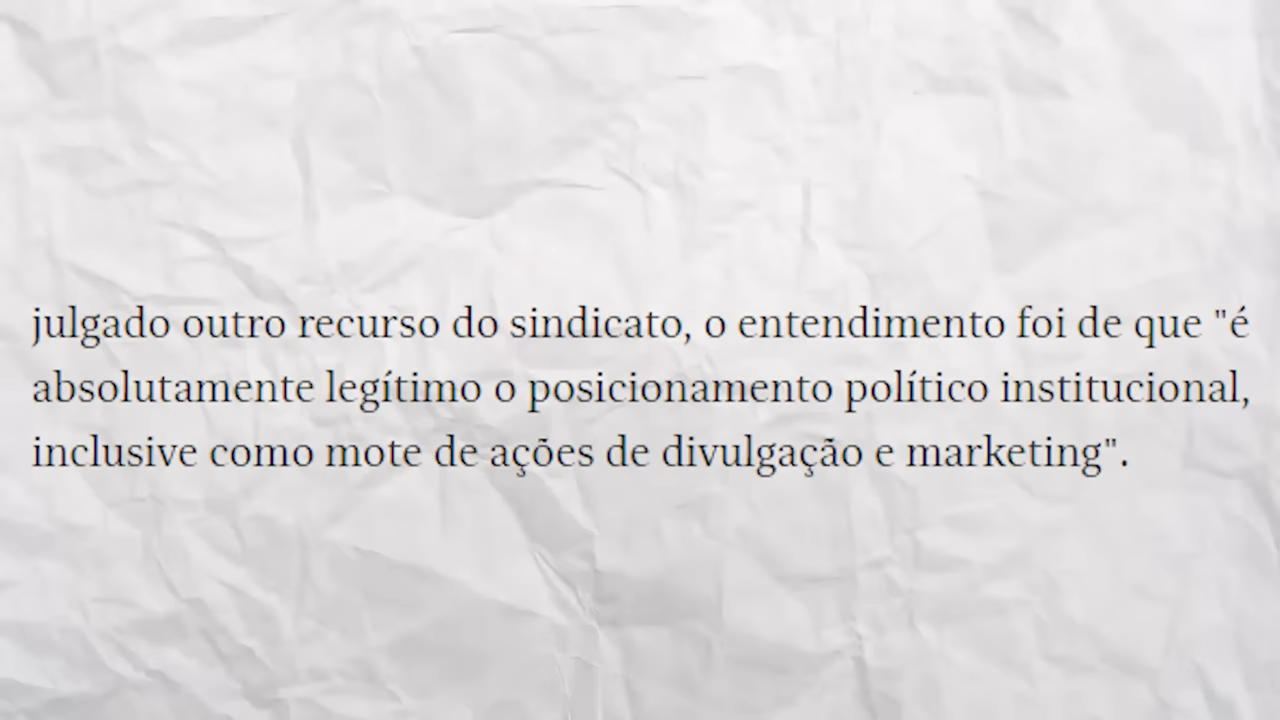 julgado outro recurso do sindicato, o entendimento foi de que "é
absolutamente legítimo o posicionamento político institucional,
inclusive como mote de ações de divulgação e marketing".